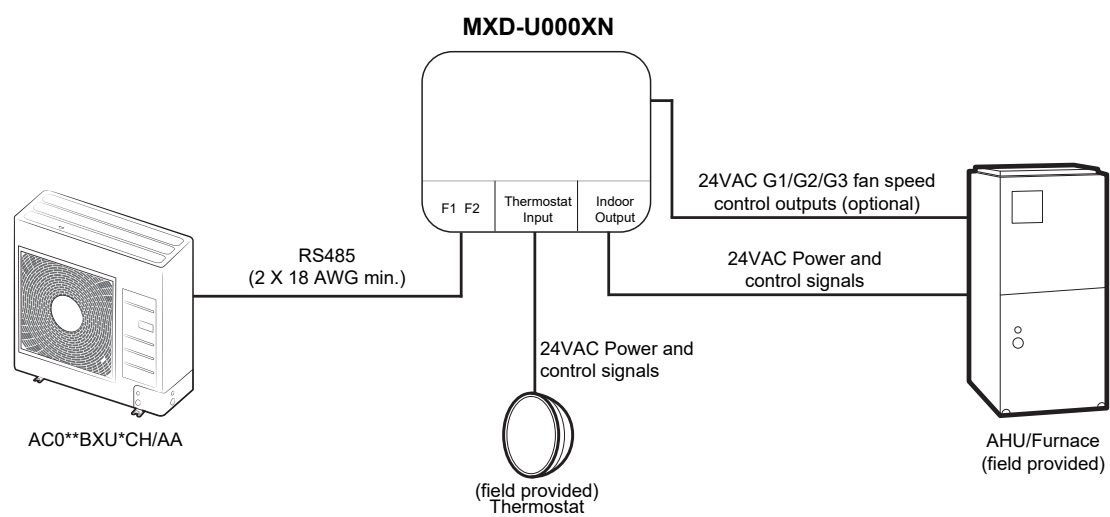 MXD-U000XN
F1 F2
Thermostat
Input
Indoor
Output
24VAC G1/G2/G3 fan speed
control outputs (optional)
RS485
(2 X 18 AWG min.)
24VAC Power and
control signals
24VAC Power and
control signals
AC0**BXU*CH/AA
(field provided)
Thermostat
AHU/Furnace
(field provided)